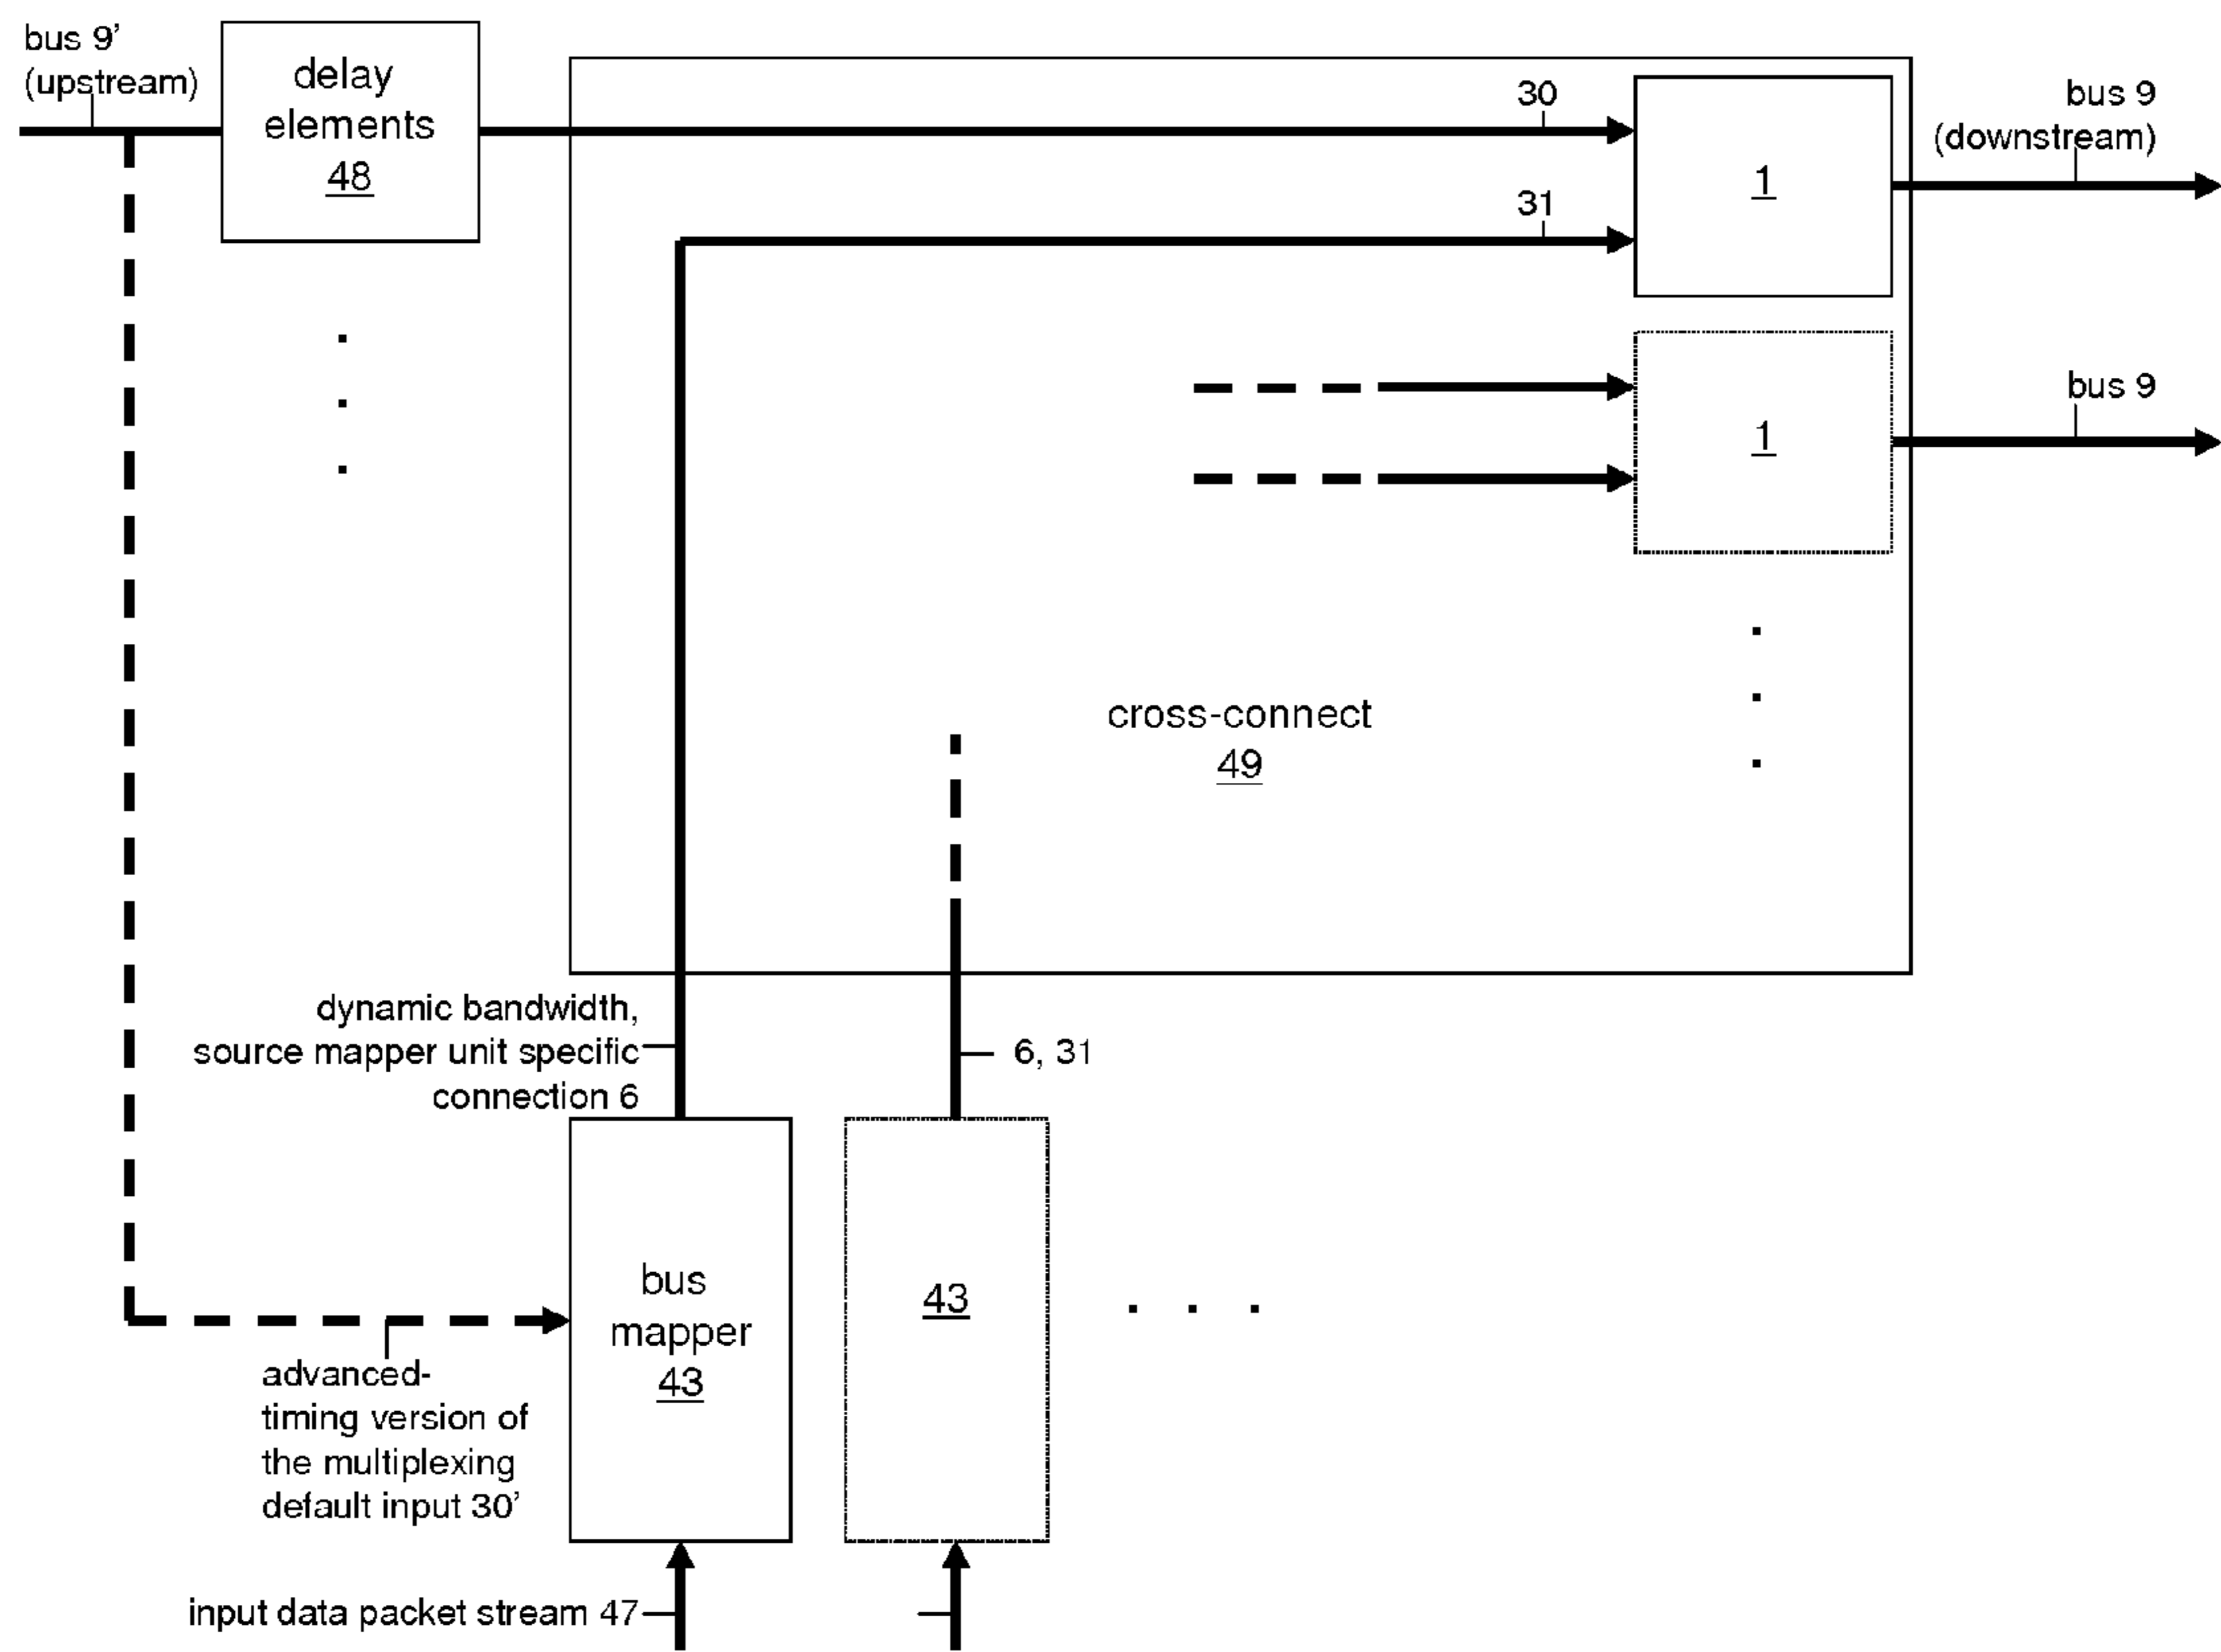 bus 9’
(upstream)
delay
elements
48
30
31
1
bus 9
(downstream)
1
bus 9
cross-connect
49
dynamic bandwidth,
source mapper unit specific
connection 6
6, 31
bus
mapper
43
43
advanced-
timing version of
the multiplexing
default input 30’
input data packet stream 47